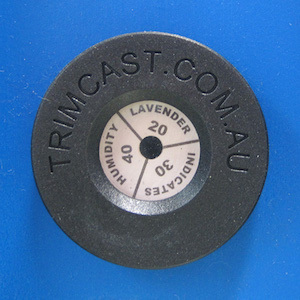 TRIMCAST.COM.AU
LAVENDER
INDICATES
HUMIDITY
20
30
40